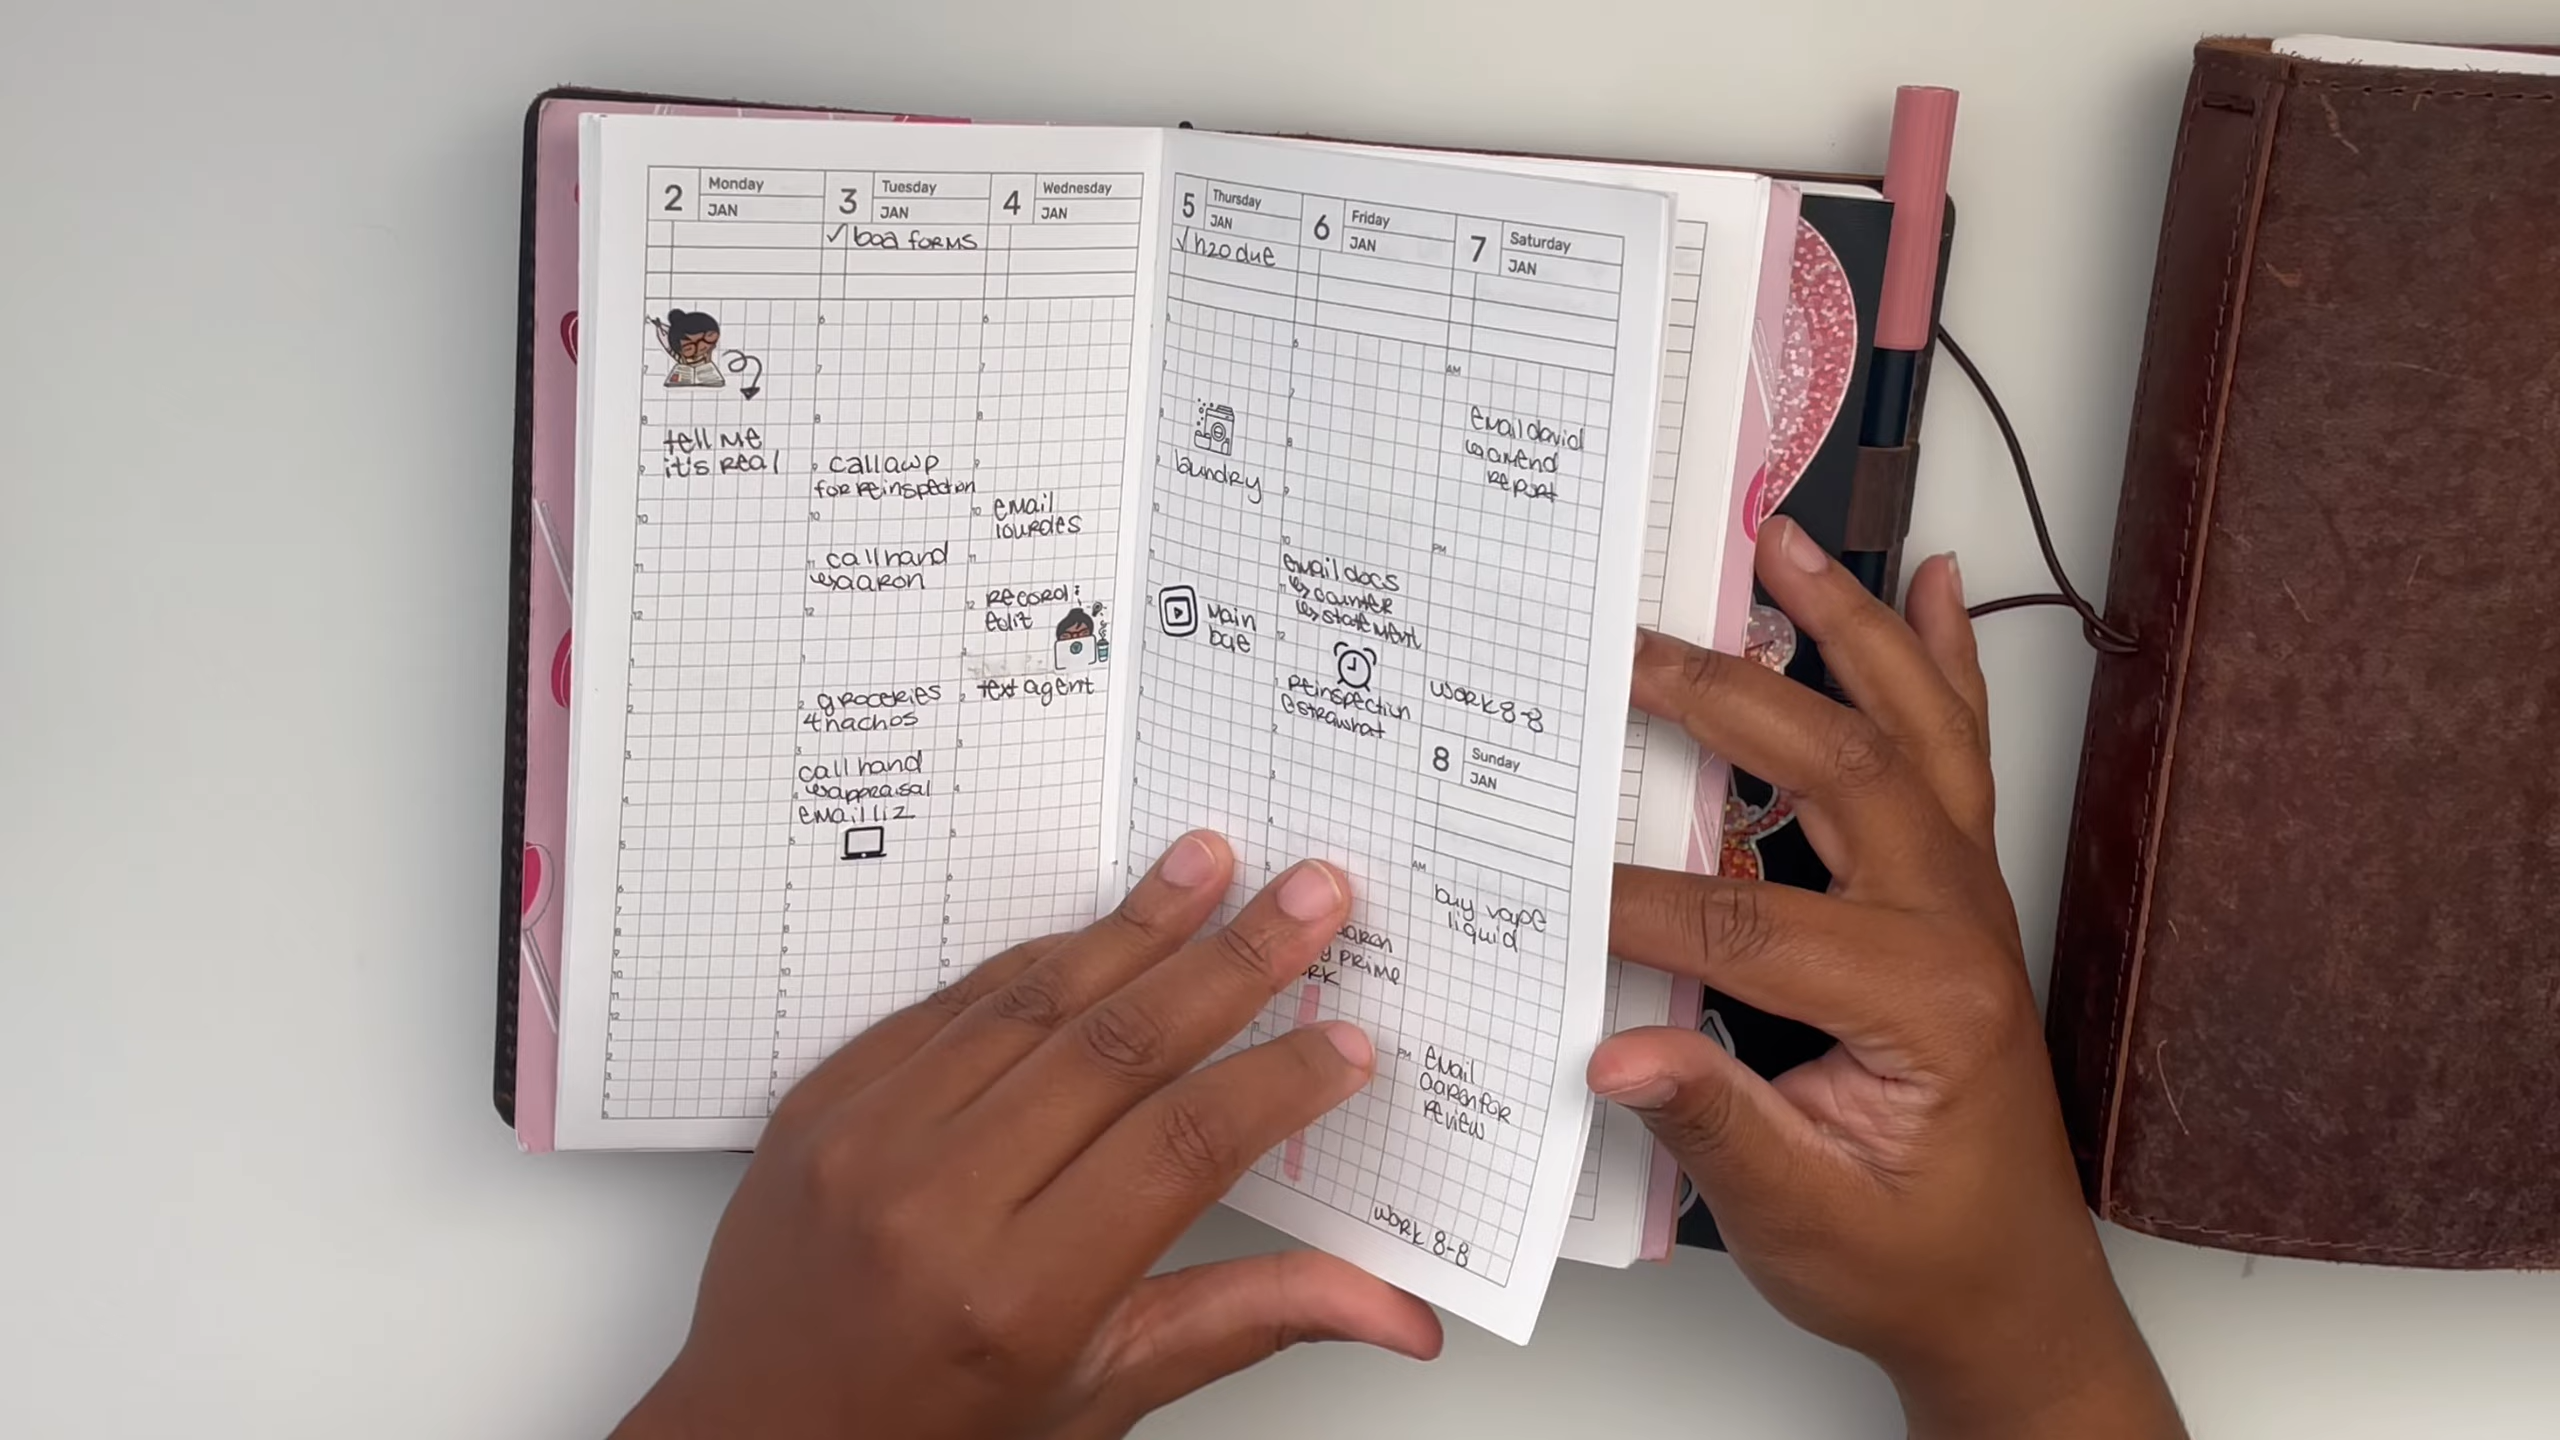 2 Monday
JAN
tell me
it's real
3 Tuesday
JAN
✓ boa forms
call awp
for reinspection
call hand
↳ aaron
groceries
4 nachos
call hand
↳ appraisal
email liz
4 Wednesday
JAN
email
lourdes
record &
edit
text agent
5 Thursday
JAN
✓ h2o due
laundry
Main
bae
6 Friday
JAN
email docs
↳ counter
↳ statement
reinspection
@strawhat
prime
7 Saturday
JAN
AM
email david
↳ amend
report
PM
work 8-8
8 Sunday
JAN
AM
buy vape
liquid
PM
email
aaron for
review
work 8-8